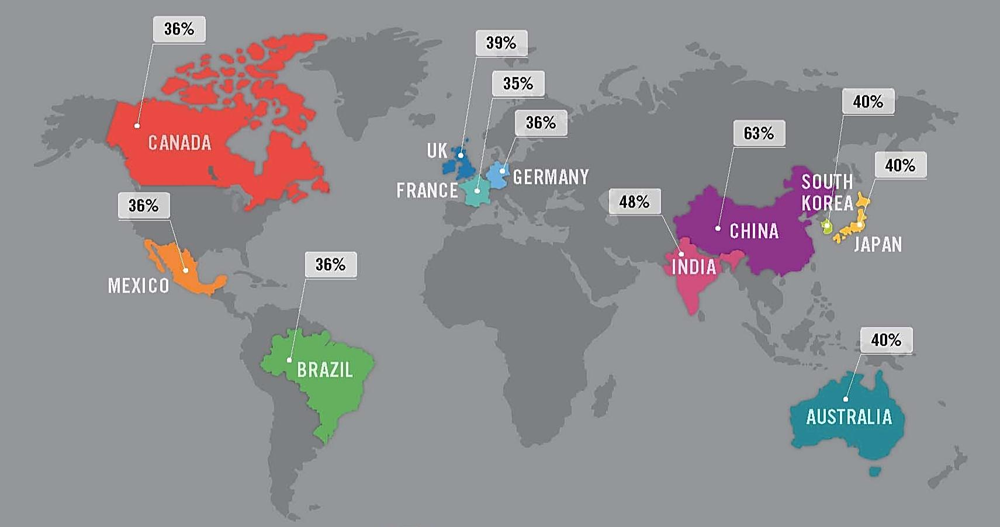 36%
39%
35%
40%
36%
63%
CANADA
UK
40%
GERMANY
SOUTH
KOREA
FRANCE
48%
36%
CHINA
JAPAN
36%
INDIA
MEXICO
40%
BRAZIL
AUSTRALIA